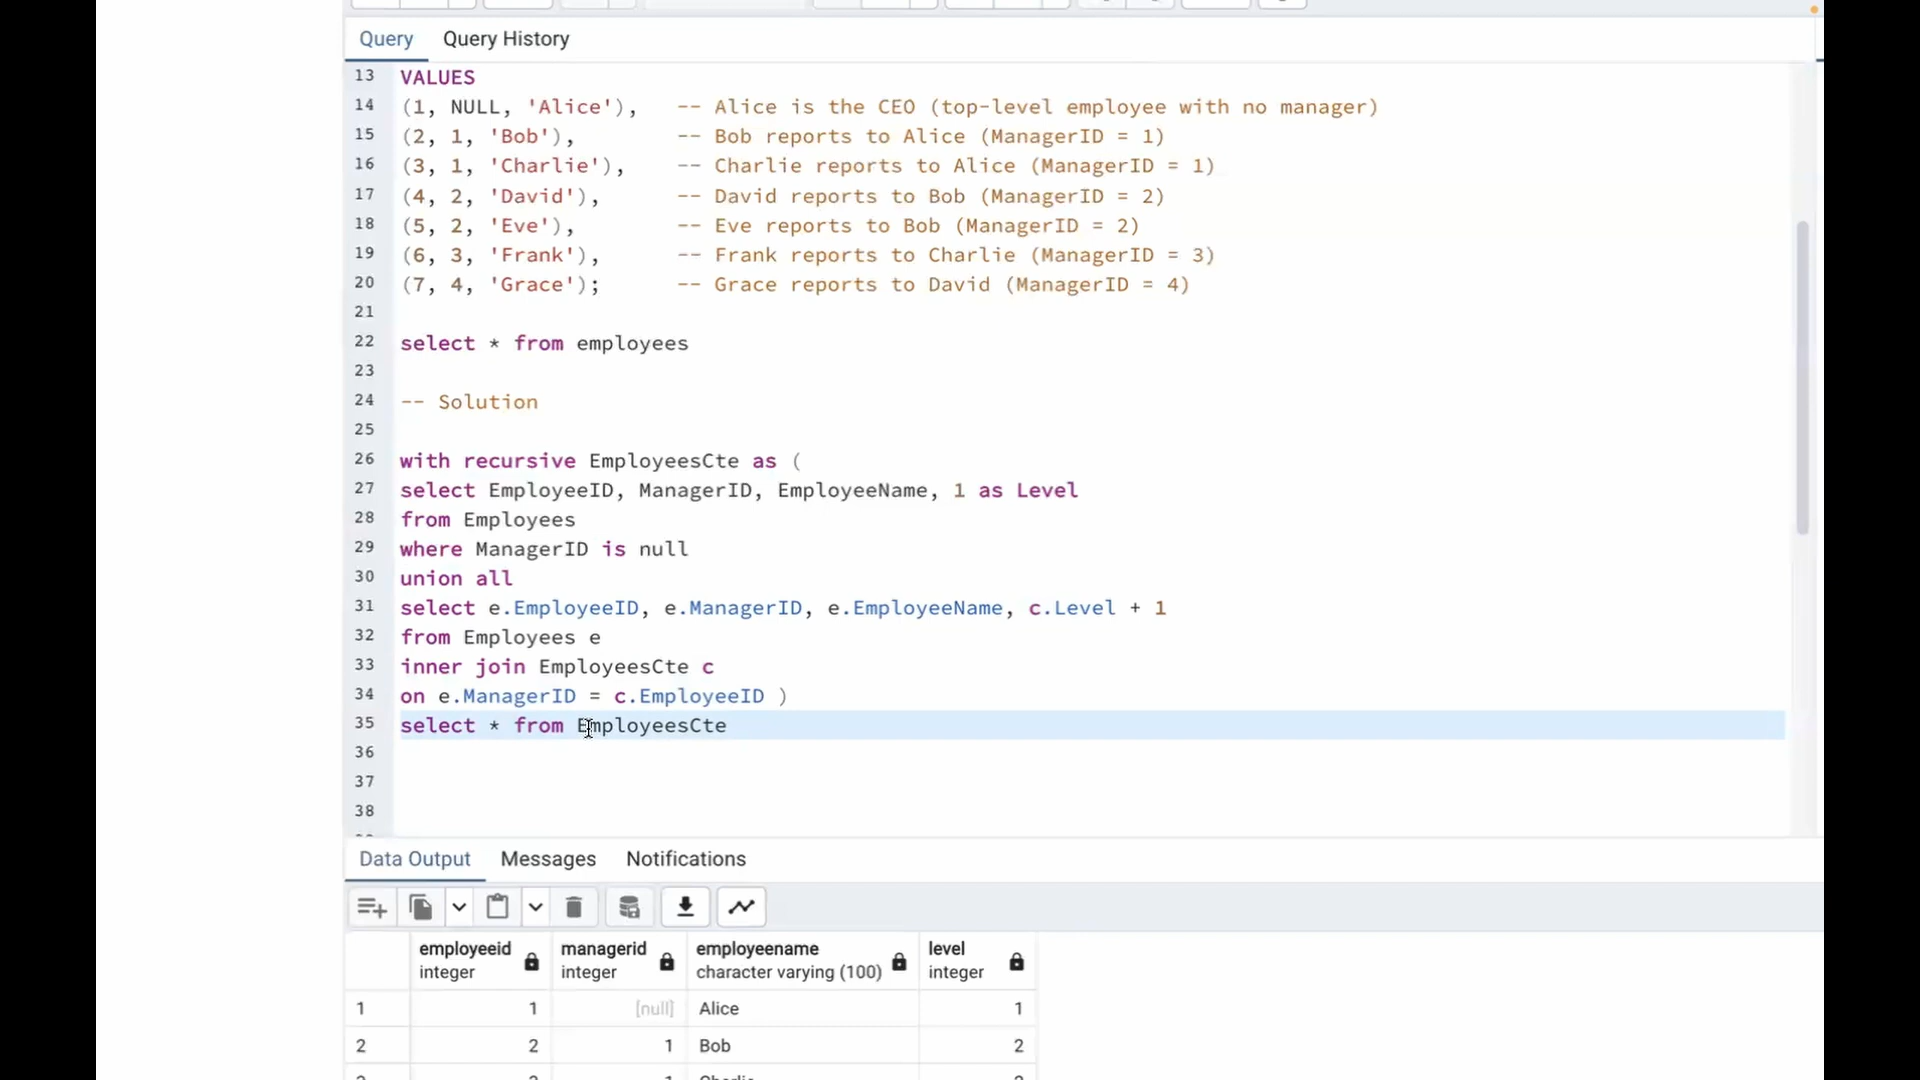 Query Query History
13 VALUES
14 (1, NULL, 'Alice'), -- Alice is the CEO (top-level employee with no manager)
15 (2, 1, 'Bob'), -- Bob reports to Alice (ManagerID = 1)
16 (3, 1, 'Charlie'), -- Charlie reports to Alice (ManagerID = 1)
17 (4, 2, 'David'), -- David reports to Bob (ManagerID = 2)
18 (5, 2, 'Eve'), -- Eve reports to Bob (ManagerID = 2)
19 (6, 3, 'Frank'), -- Frank reports to Charlie (ManagerID = 3)
20 (7, 4, 'Grace'); -- Grace reports to David (ManagerID = 4)
21
22 select * from employees
23
24 -- Solution
25
26 with recursive EmployeesCte as (
27 select EmployeeID, ManagerID, EmployeeName, 1 as Level
28 from Employees
29 where ManagerID is null
30 union all
31 select e.EmployeeID, e.ManagerID, e.EmployeeName, c.Level + 1
32 from Employees e
33 inner join EmployeesCte c
34 on e.ManagerID = c.EmployeeID )
35 select * from EmployeesCte
36
37
38
Data Output Messages Notifications
employeeid managerid employeename level
integer integer character varying (100) integer
1 1 [null] Alice 1
2 2 1 Bob 2